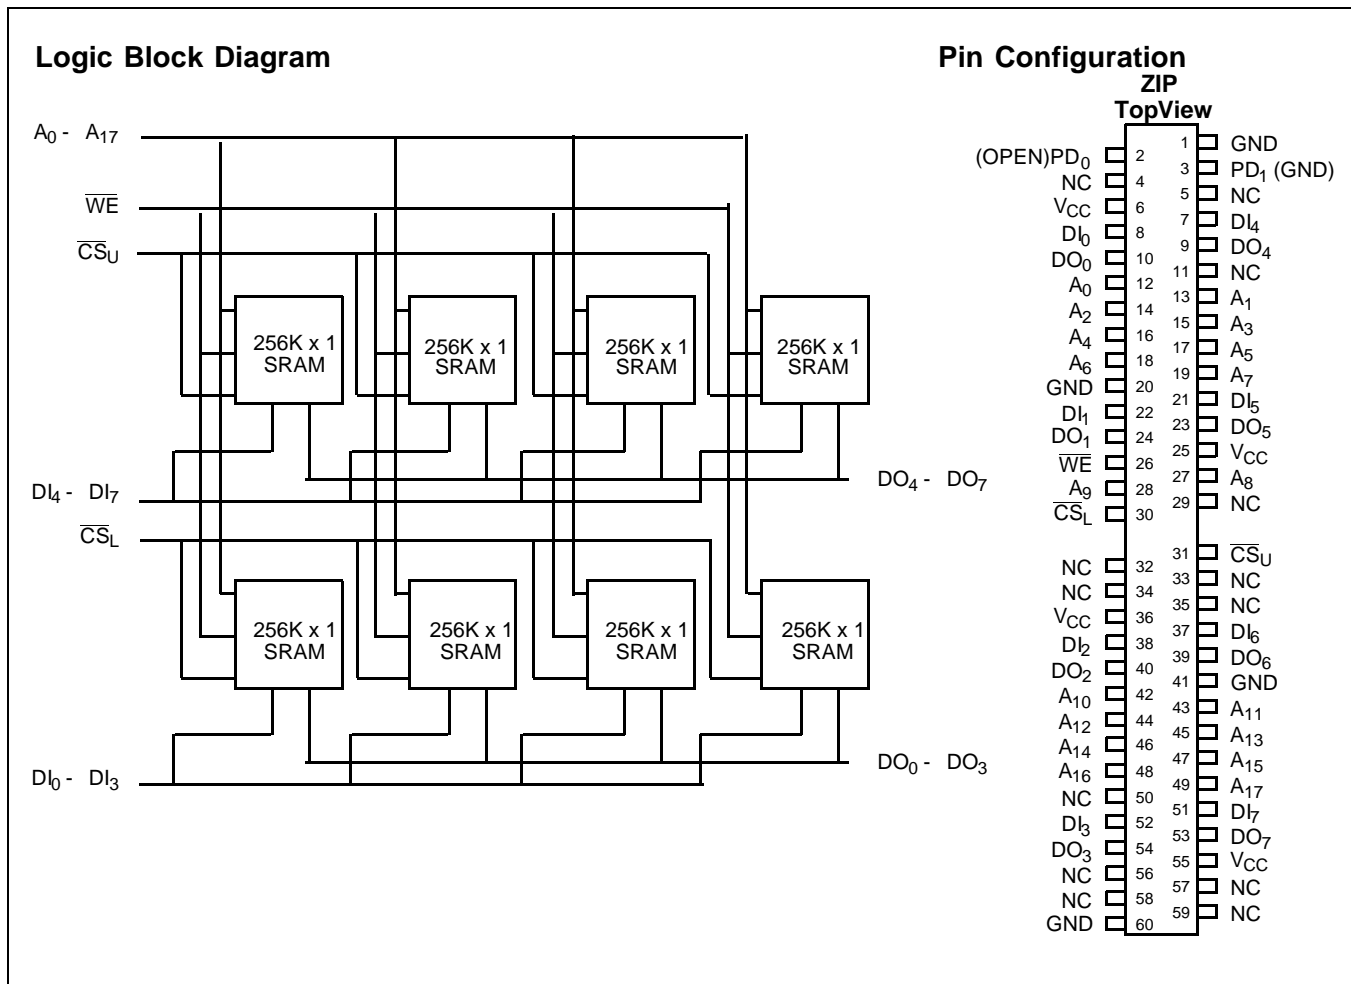 Logic Block Diagram
A0 - A17
W̅E̅
C̅S̅U
256K x 1
SRAM
256K x 1
SRAM
256K x 1
SRAM
256K x 1
SRAM
DI4 - DI7
DO4 - DO7
C̅S̅L
256K x 1
SRAM
256K x 1
SRAM
256K x 1
SRAM
256K x 1
SRAM
DI0 - DI3
DO0 - DO3
Pin Configuration
ZIP
TopView
1 GND
(OPEN)PD0 2
3 PD1 (GND)
NC 4
5 NC
VCC 6
7 DI4
DI0 8
9 DO4
DO0 10
11 NC
A0 12
13 A1
A2 14
15 A3
A4 16
17 A5
A6 18
19 A7
GND 20
21 DI5
DI1 22
23 DO5
DO1 24
25 VCC
W̅E̅ 26
27 A8
A9 28
29 NC
C̅S̅L 30
31 C̅S̅U
NC 32
33 NC
NC 34
35 NC
VCC 36
37 DI6
DI2 38
39 DO6
DO2 40
41 GND
A10 42
43 A11
A12 44
45 A13
A14 46
47 A15
A16 48
49 A17
NC 50
51 DI7
DI3 52
53 DO7
DO3 54
55 VCC
NC 56
57 NC
NC 58
59 NC
GND 60